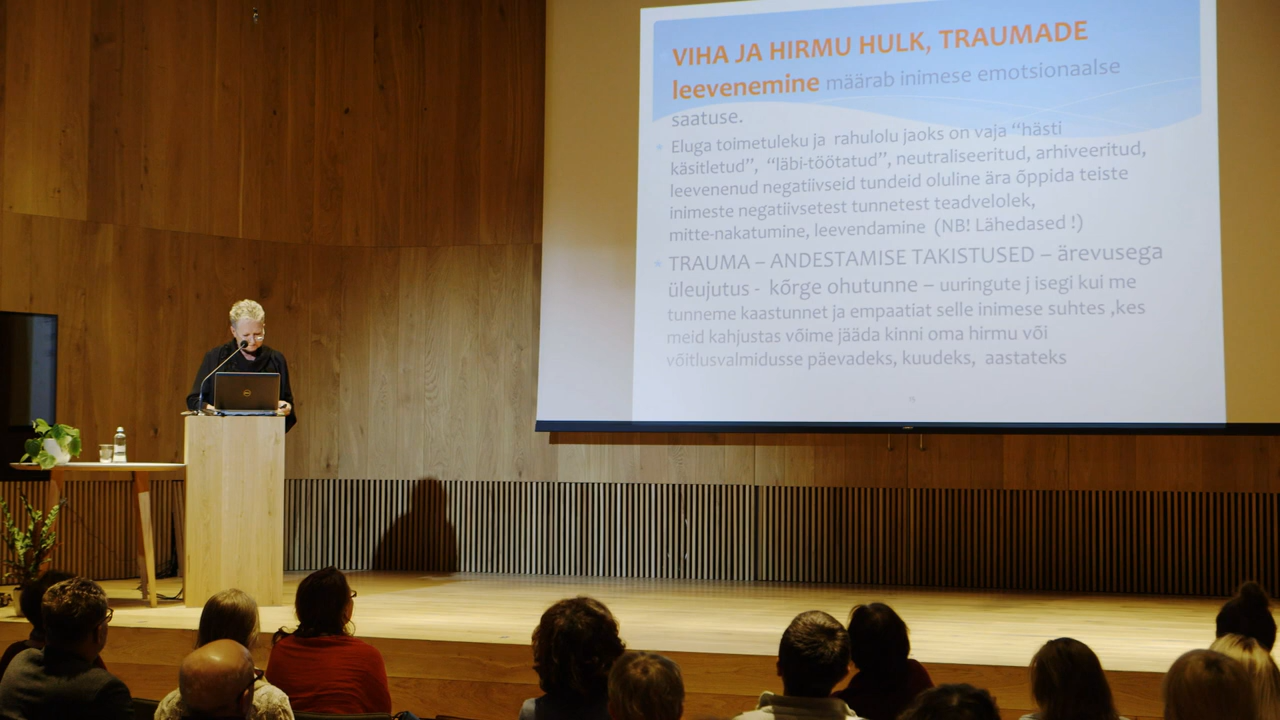 VIHA JA HIRMU HULK, TRAUMADE
leevenemine määrab inimese emotsionaalse
saatuse.
Eluga toimetuleku ja rahulolu jaoks on vaja “hästi
käsitletud”, “läbi-töötatud”, neutraliseeritud, arhiveeritud,
leevenenud negatiivseid tundeid oluline ära õppida teiste
inimeste negatiivsetest tunnetest teadvelolek,
mitte-nakatumine, leevendamine (NB! Lähedased !)
TRAUMA – ANDESTAMISE TAKISTUSED – ärevusega
üleujutus - kõrge ohutunne – uuringute j isegi kui me
tunneme kaastunnet ja empaatiat selle inimese suhtes ,kes
meid kahjustas võime jääda kinni oma hirmu või
võitlusvalmidusse päevadeks, kuudeks, aastateks
DELL